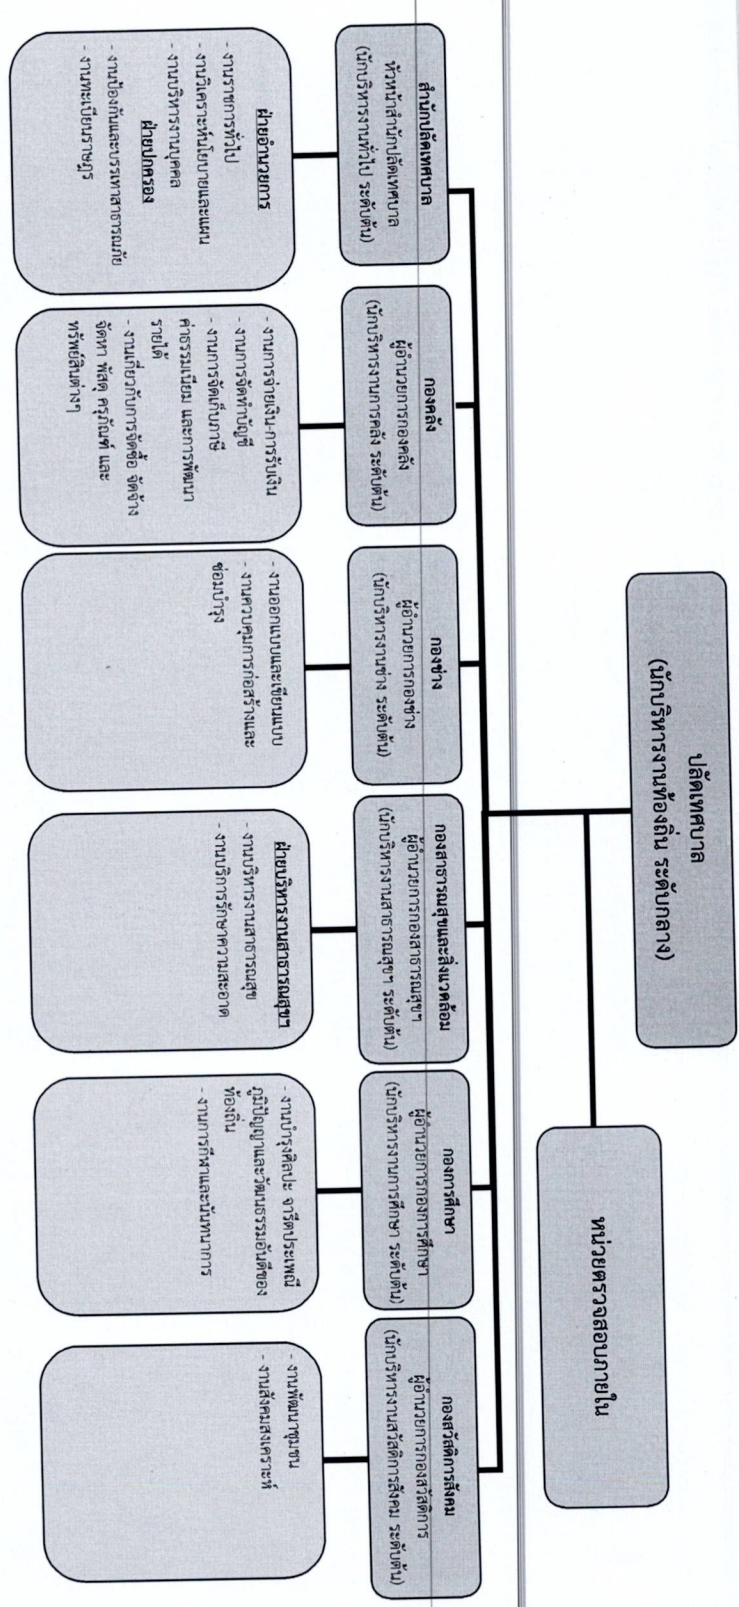 ปลัดเทศบาล
(นักบริหารงานท้องถิ่น ระดับกลาง)
หน่วยตรวจสอบภายใน
สำนักปลัดเทศบาล
หัวหน้าสำนักปลัดเทศบาล
(นักบริหารงานทั่วไป ระดับต้น)
กองคลัง
ผู้อำนวยการกองคลัง
(นักบริหารงานการคลัง ระดับต้น)
กองช่าง
ผู้อำนวยการกองช่าง
(นักบริหารงานช่าง ระดับต้น)
กองสาธารณสุขและสิ่งแวดล้อม
ผู้อำนวยการกองสาธารณสุขฯ
(นักบริหารงานสาธารณสุขฯ ระดับต้น)
กองการศึกษา
ผู้อำนวยการกองการศึกษา
(นักบริหารงานการศึกษา ระดับต้น)
กองสวัสดิการสังคม
ผู้อำนวยการกองสวัสดิการ
(นักบริหารงานสวัสดิการสังคม ระดับต้น)
ฝ่ายอำนวยการ
- งานราชการทั่วไป
- งานวิเคราะห์นโยบายและแผน
- งานบริหารงานบุคคล
ฝ่ายปกครอง
- งานป้องกันและบรรเทาสาธารณภัย
- งานทะเบียนราษฎร
- งานการจ่ายเงิน-การรับเงิน
- งานการจัดทำบัญชี
- งานการจัดเก็บภาษี
ค่าธรรมเนียม และการพัฒนา
รายได้
- งานเกี่ยวกับการจัดซื้อ จัดจ้าง
จัดหา พัสดุ ครุภัณฑ์ และ
ทรัพย์สินต่างๆ
- งานออกแบบและเขียนแบบ
- งานควบคุมการก่อสร้างและ
ซ่อมบำรุง
ฝ่ายบริหารงานสาธารณสุขฯ
- งานบริหารงานสาธารณสุข
- งานบริการรักษาความสะอาด
- งานบำรุงศิลปะ จารีตประเพณี
ภูมิปัญญาและวัฒนธรรมอันดีของ
ท้องถิ่น
- งานการกีฬาและนันทนาการ
- งานพัฒนาชุมชน
- งานสังคมสงเคราะห์